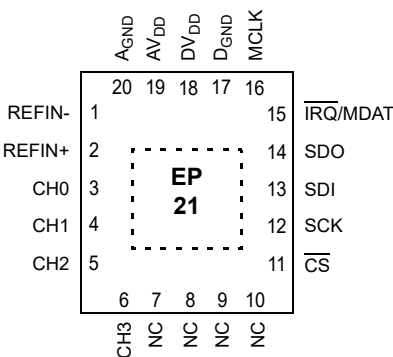 AGND AVDD DVDD DGND MCLK
20 19 18 17 16
REFIN- 1
REFIN+ 2
CH0 3
CH1 4
CH2 5
EP
21
15 IRQ/MDAT
14 SDO
13 SDI
12 SCK
11 CS
6 7 8 9 10
CH3 NC NC NC NC